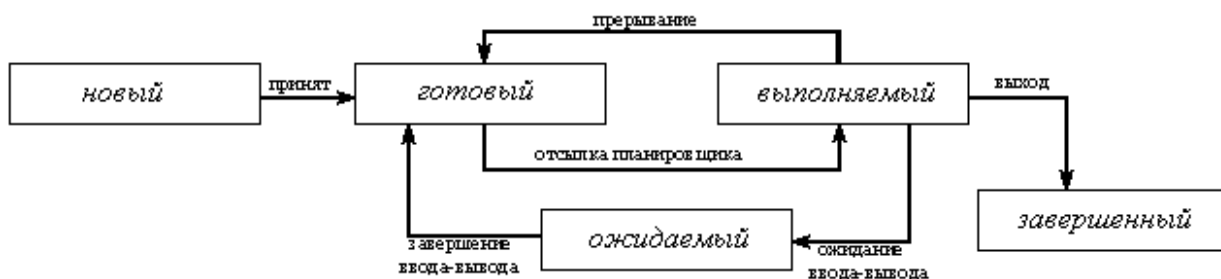 прерывание
новый
принят
готовый
выполняемый
выход
отсылка планировщика
завершенный
ожидаемый
завершение
ввода-вывода
ожидание
ввода-вывода